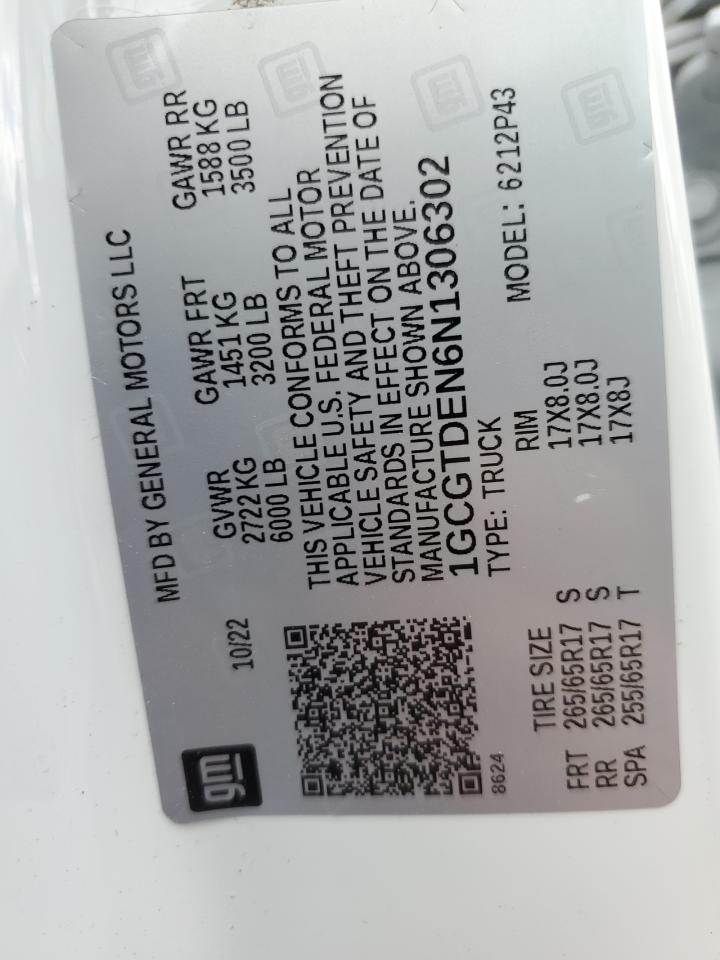 gm
MFD BY GENERAL MOTORS LLC
10/22
GVWR GAWR FRT GAWR RR
2722 KG 1451 KG 1588 KG
6000 LB 3200 LB 3500 LB
THIS VEHICLE CONFORMS TO ALL
APPLICABLE U.S. FEDERAL MOTOR
VEHICLE SAFETY AND THEFT PREVENTION
STANDARDS IN EFFECT ON THE DATE OF
MANUFACTURE SHOWN ABOVE.
1GCGTDEN6N1306302
TYPE: TRUCK MODEL: 6212P43
8624
TIRE SIZE RIM
FRT 265/65R17 S 17X8.0J
RR 265/65R17 S 17X8.0J
SPA 255/65R17 T 17X8J